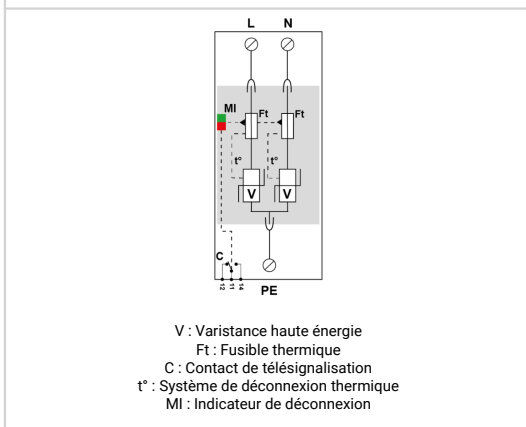 L N
MI Ft Ft
t° t°
V V
C
12 11 14
PE
V : Varistance haute énergie
Ft : Fusible thermique
C : Contact de télésignalisation
t° : Système de déconnexion thermique
MI : Indicateur de déconnexion